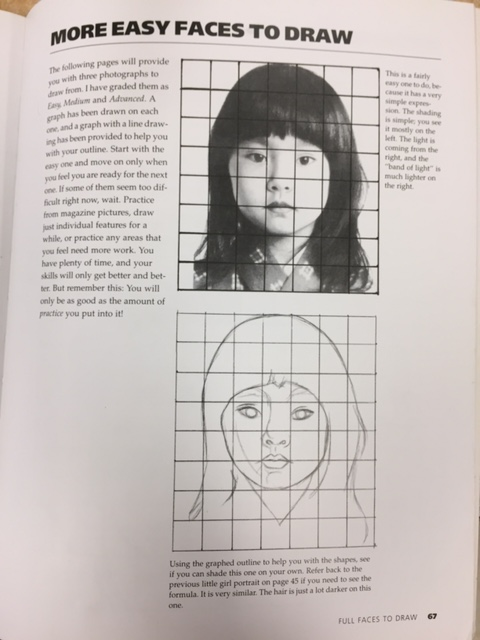 MORE EASY FACES TO DRAW
The following pages will provide
you with three photographs to
draw from. I have graded them as
Easy, Medium and Advanced. A
graph has been drawn on each
one, and a graph with a line draw-
ing has been provided to help you
with your outline. Start with the
easy one and move on only when
you feel you are ready for the next
one. If some of them seem too dif-
ficult right now, wait. Practice
from magazine pictures, draw
just individual features for a
while, or practice any areas that
you feel need more work. You
have plenty of time, and your
skills will only get better and bet-
ter. But remember this: You will
only be as good as the amount of
practice you put into it!
This is a fairly
easy one to do, be-
cause it has a very
simple expres-
sion. The shading
is simple; you see
it mostly on the
left. The light is
coming from the
right, and the
"band of light" is
much lighter on
the right.
Using the graphed outline to help you with the shapes, see
if you can shade this one on your own. Refer back to the
previous little girl portrait on page 45 if you need to see the
formula. It is very similar. The hair is just a lot darker on this
one.
FULL FACES TO DRAW 67